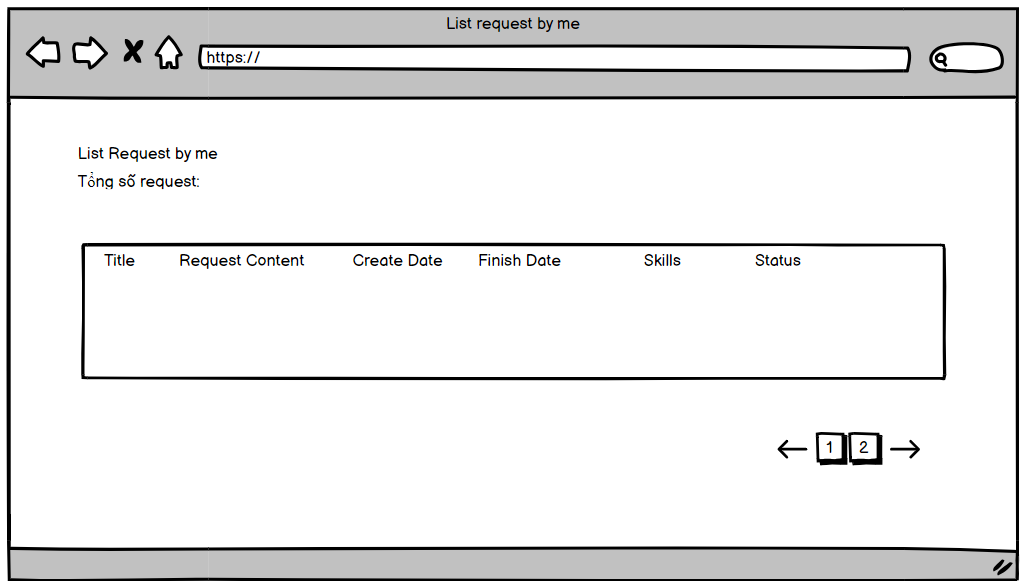 List request by me
https://
List Request by me
Tổng số request:
Title Request Content Create Date Finish Date Skills Status
1 2